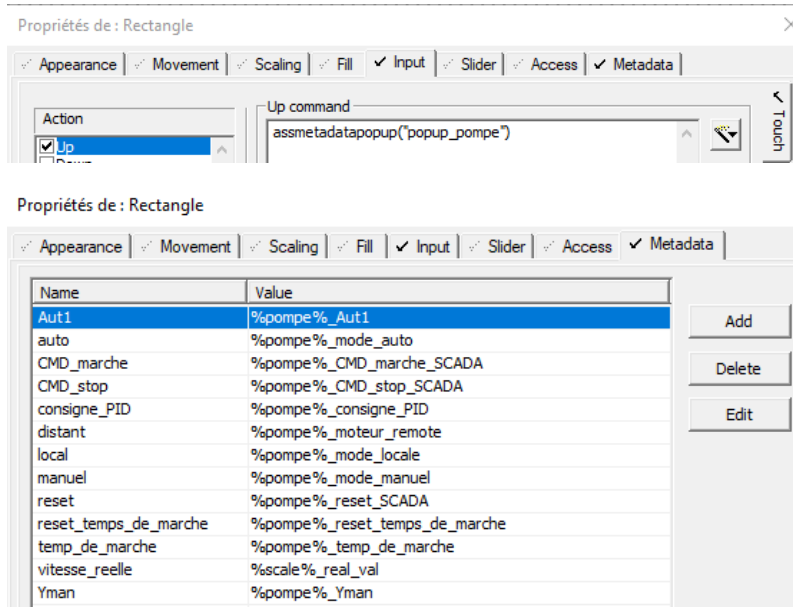 Propriétés de : Rectangle
Appearance Movement Scaling Fill Input Slider Access Metadata
Action
Up
Up command
assmetadatapopup("popup_pompe")
Touch
Propriétés de : Rectangle
Appearance Movement Scaling Fill Input Slider Access Metadata
Name Value
Aut1 %pompe%_Aut1
auto %pompe%_mode_auto
CMD_marche %pompe%_CMD_marche_SCADA
CMD_stop %pompe%_CMD_stop_SCADA
consigne_PID %pompe%_consigne_PID
distant %pompe%_moteur_remote
local %pompe%_mode_locale
manuel %pompe%_mode_manuel
reset %pompe%_reset_SCADA
reset_temps_de_marche %pompe%_reset_temps_de_marche
temp_de_marche %pompe%_temp_de_marche
vitesse_reelle %scale%_real_val
Yman %pompe%_Yman
Add
Delete
Edit